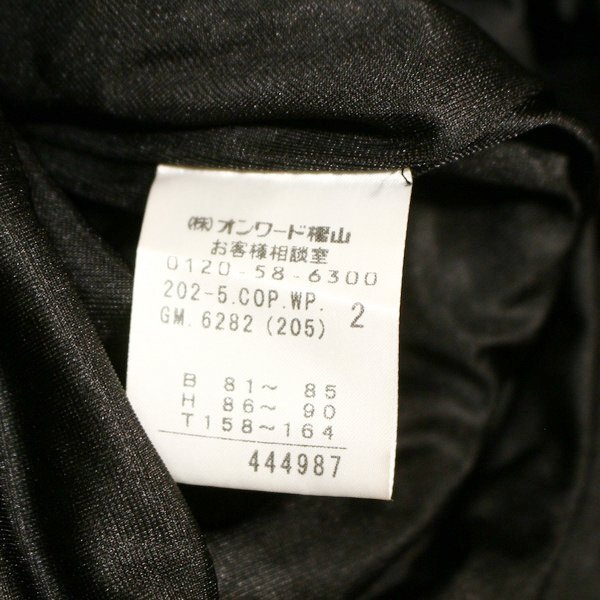 (株)オンワード樫山
お客様相談室
0120-58-6300
202-5.COP.WP. 2
GM.6282(205)
B 81～ 85
H 86～ 90
T158～164
444987